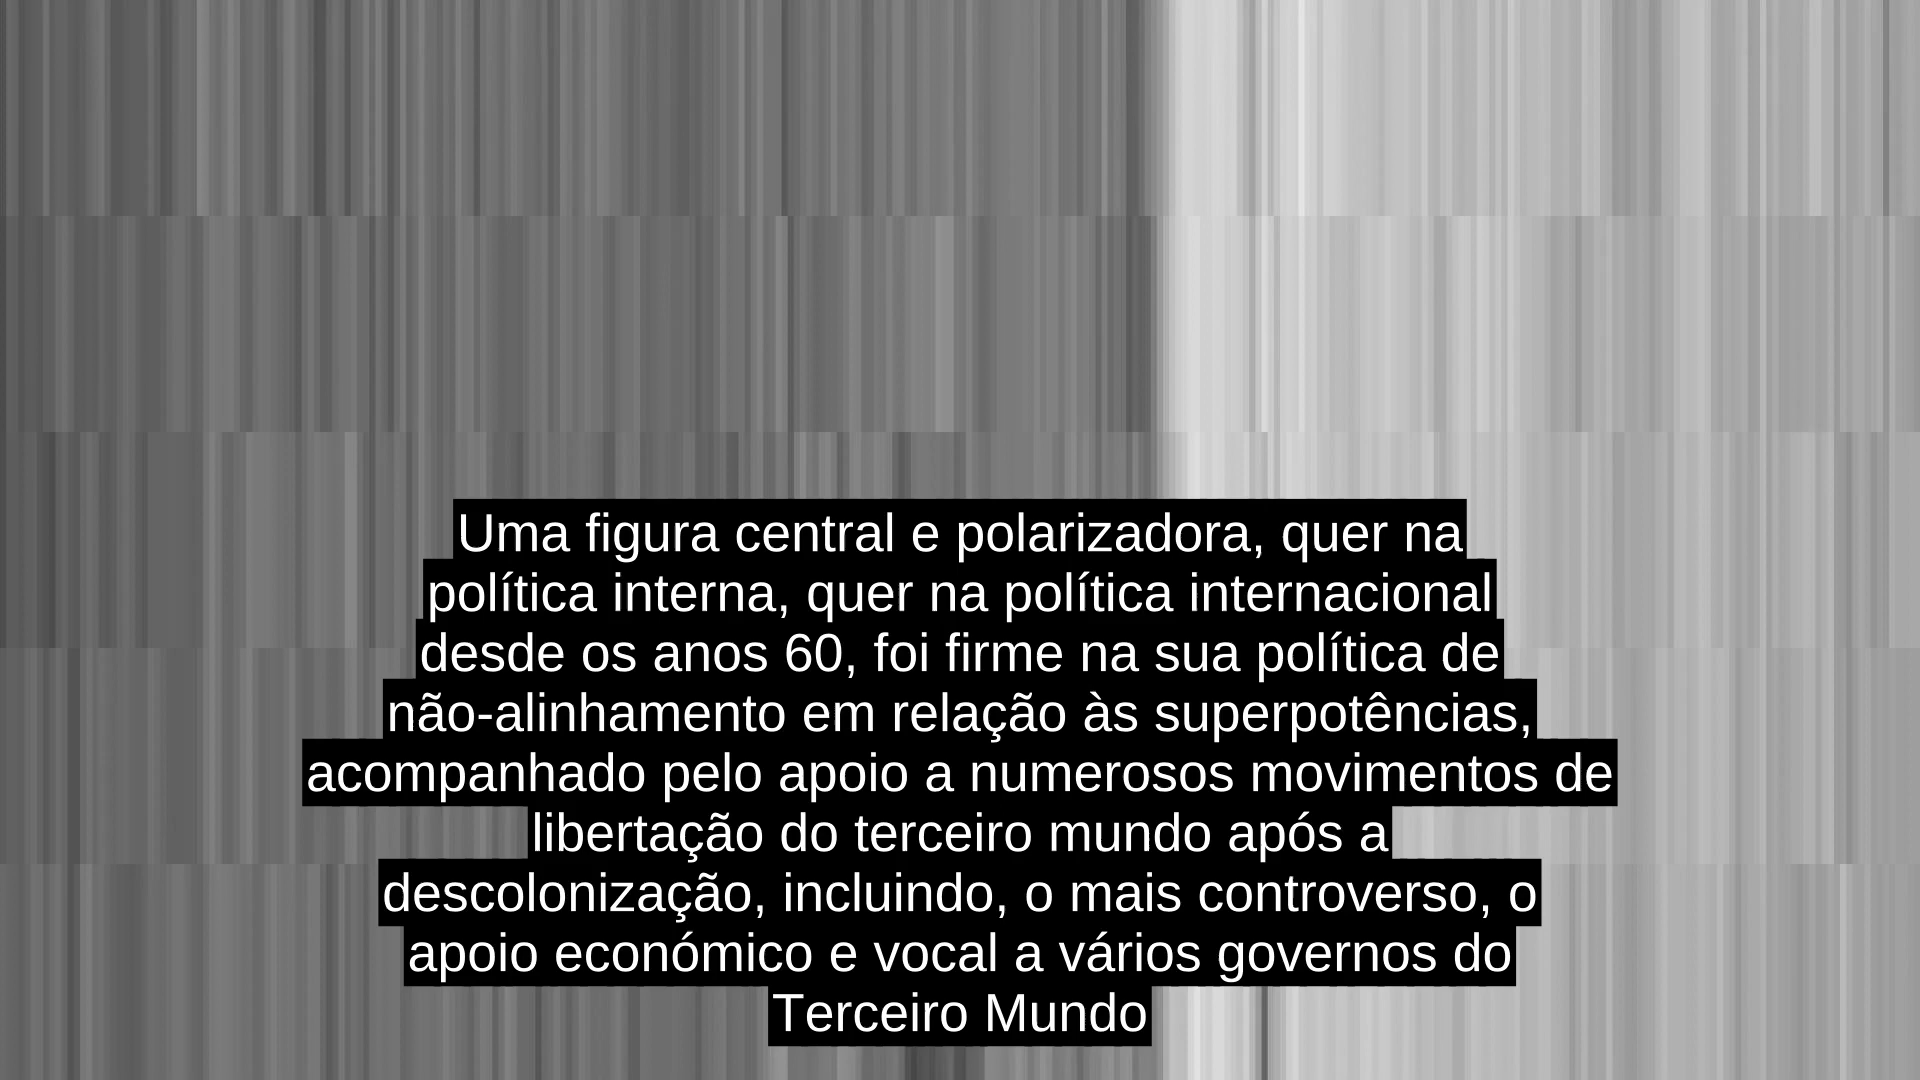 Uma figura central e polarizadora, quer na
política interna, quer na política internacional
desde os anos 60, foi firme na sua política de
não-alinhamento em relação às superpotências,
acompanhado pelo apoio a numerosos movimentos de
libertação do terceiro mundo após a
descolonização, incluindo, o mais controverso, o
apoio económico e vocal a vários governos do
Terceiro Mundo